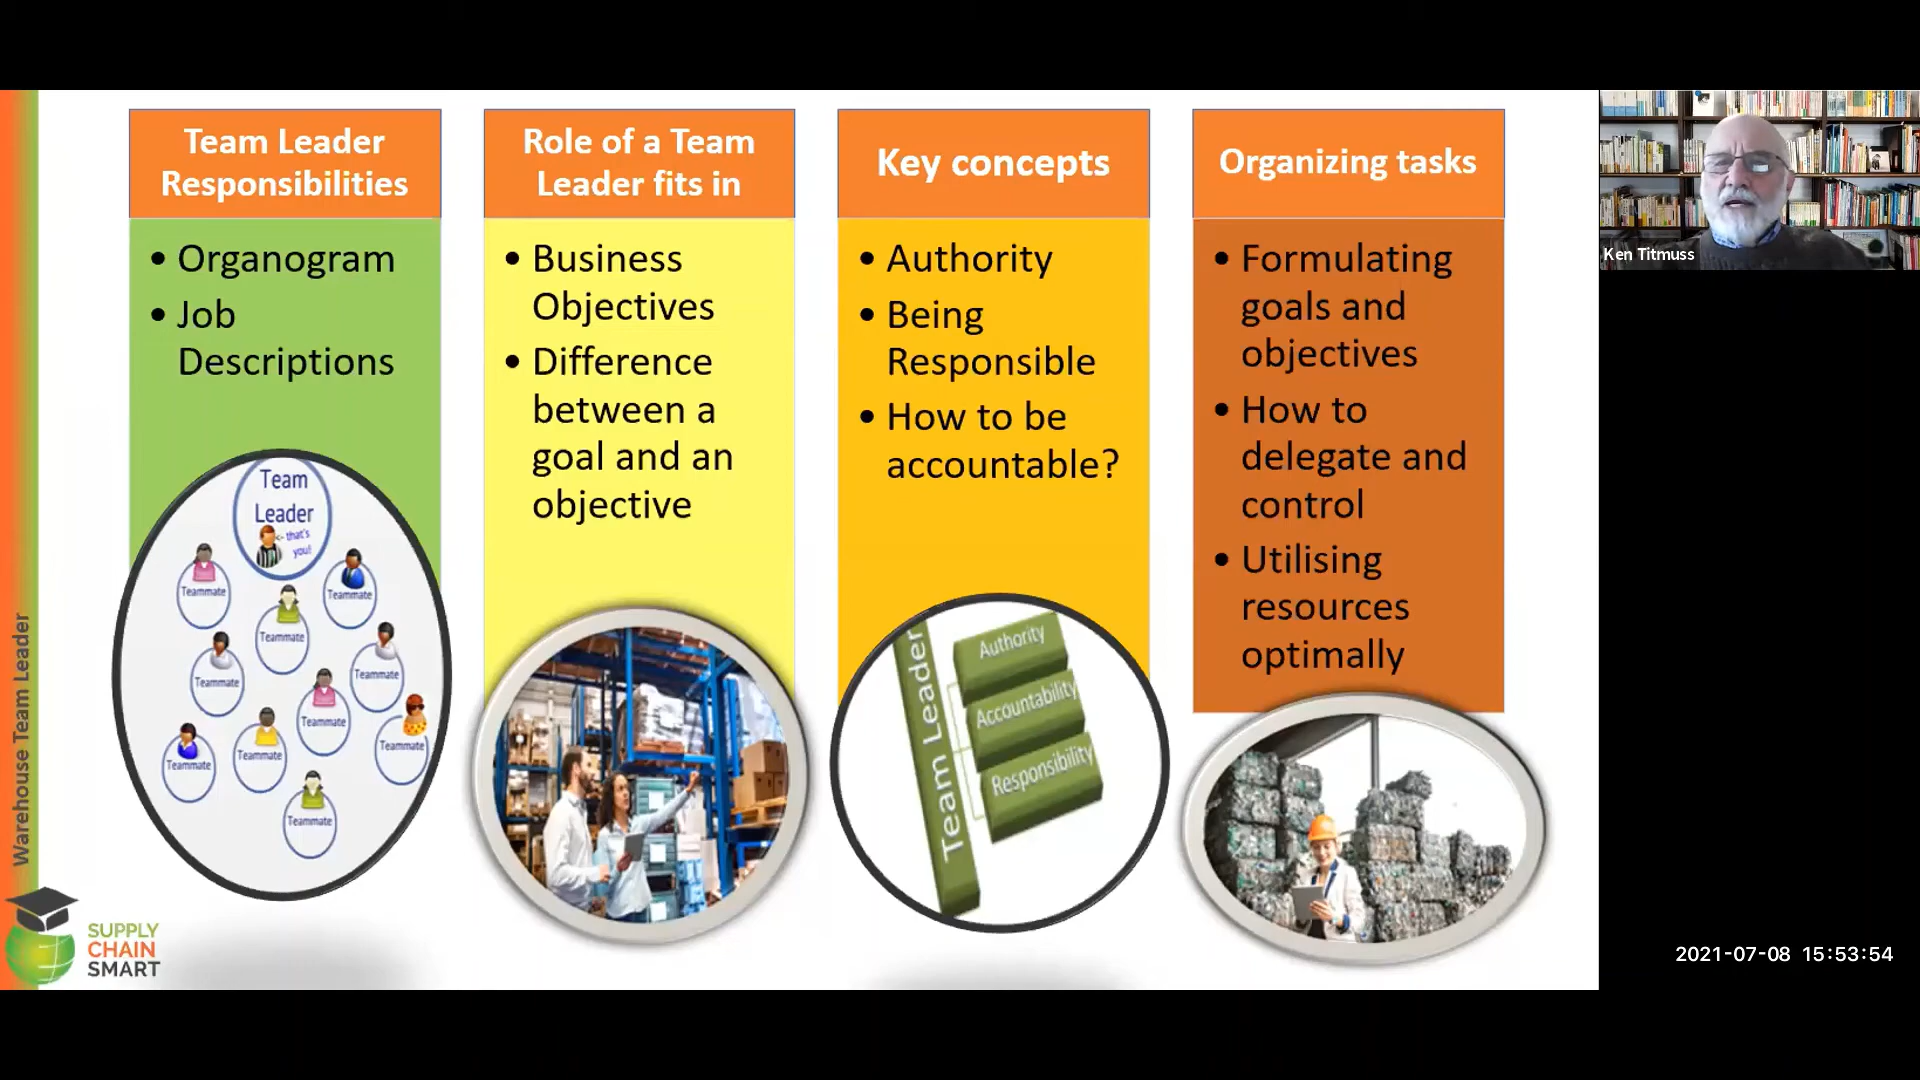 Team Leader
Responsibilities
• Organogram
• Job
Descriptions
Team
Leader
<- that's
you!
Teammate
Teammate
Teammate
Teammate
Teammate
Teammate
Teammate
Teammate
Teammate
Teammate
Role of a Team
Leader fits in
• Business
Objectives
• Difference
between a
goal and an
objective
Key concepts
• Authority
• Being
Responsible
• How to be
accountable?
Team Leader
Authority
Accountability
Responsibility
Organizing tasks
• Formulating
goals and
objectives
• How to
delegate and
control
• Utilising
resources
optimally
Warehouse Team Leader
SUPPLY
CHAIN
SMART
Ken Titmuss
2021-07-08 15:53:54